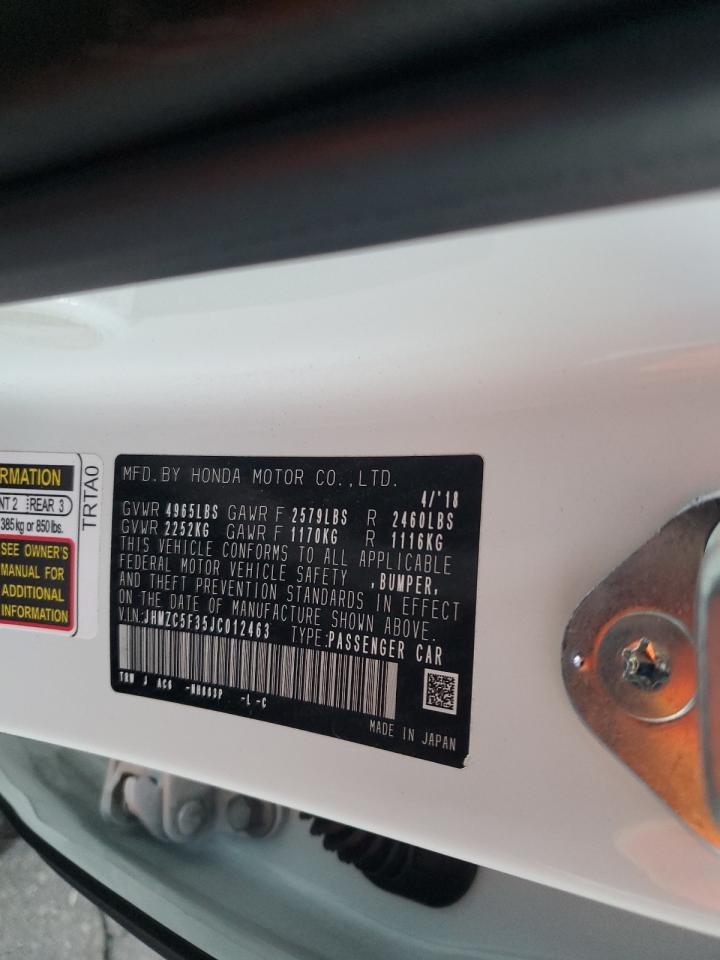 RMATION
NT 2 REAR 3
385 kg or 850 lbs.
SEE OWNER'S
MANUAL FOR
ADDITIONAL
INFORMATION
TRTA0
MFD. BY HONDA MOTOR CO., LTD.
4/'18
GVWR 4965LBS GAWR F 2579LBS R 2460LBS
GVWR 2252KG GAWR F 1170KG R 1116KG
THIS VEHICLE CONFORMS TO ALL APPLICABLE
FEDERAL MOTOR VEHICLE SAFETY ,BUMPER,
AND THEFT PREVENTION STANDARDS IN EFFECT
ON THE DATE OF MANUFACTURE SHOWN ABOVE.
V.I.N: JHMZC5F35JC012463 TYPE: PASSENGER CAR
TRW J AC6 -NH883P -L -C
MADE IN JAPAN